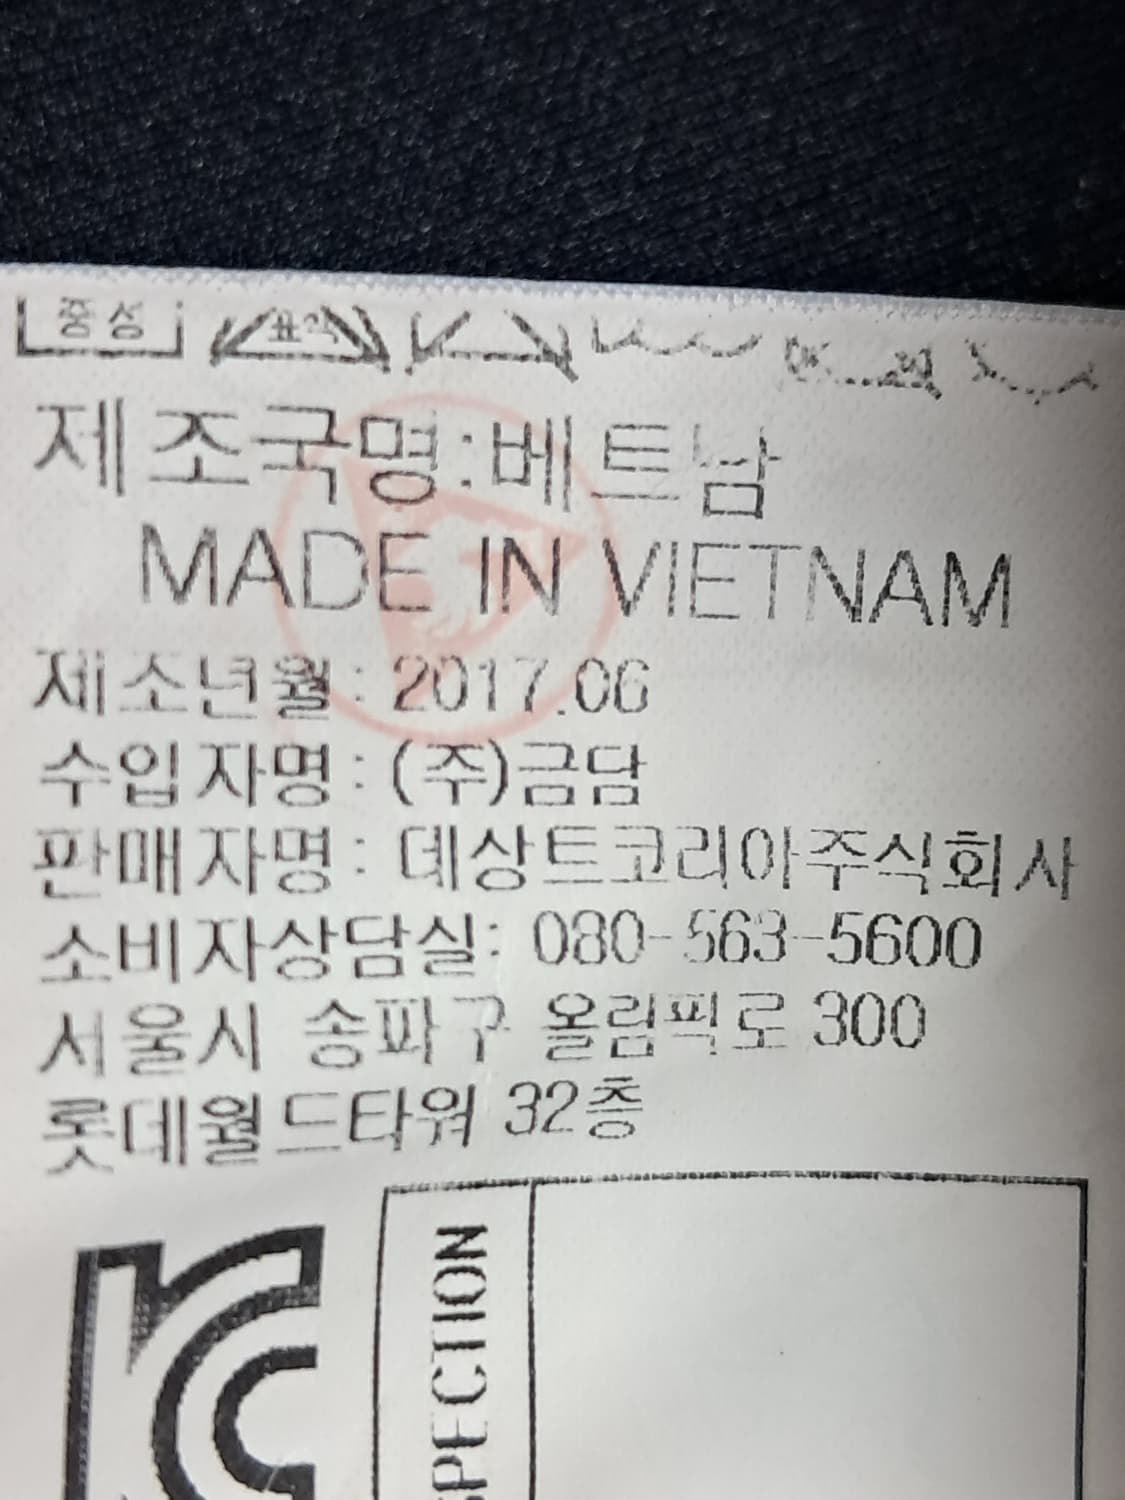 중성
표백
제조국명:베트남
MADE IN VIETNAM
제조년월: 2017.06
수입자명: (주)금담
판매자명: 데상트코리아주식회사
소비자상담실: 080-563-5600
서울시 송파구 올림픽로 300
롯데월드타워 32층
PECTION